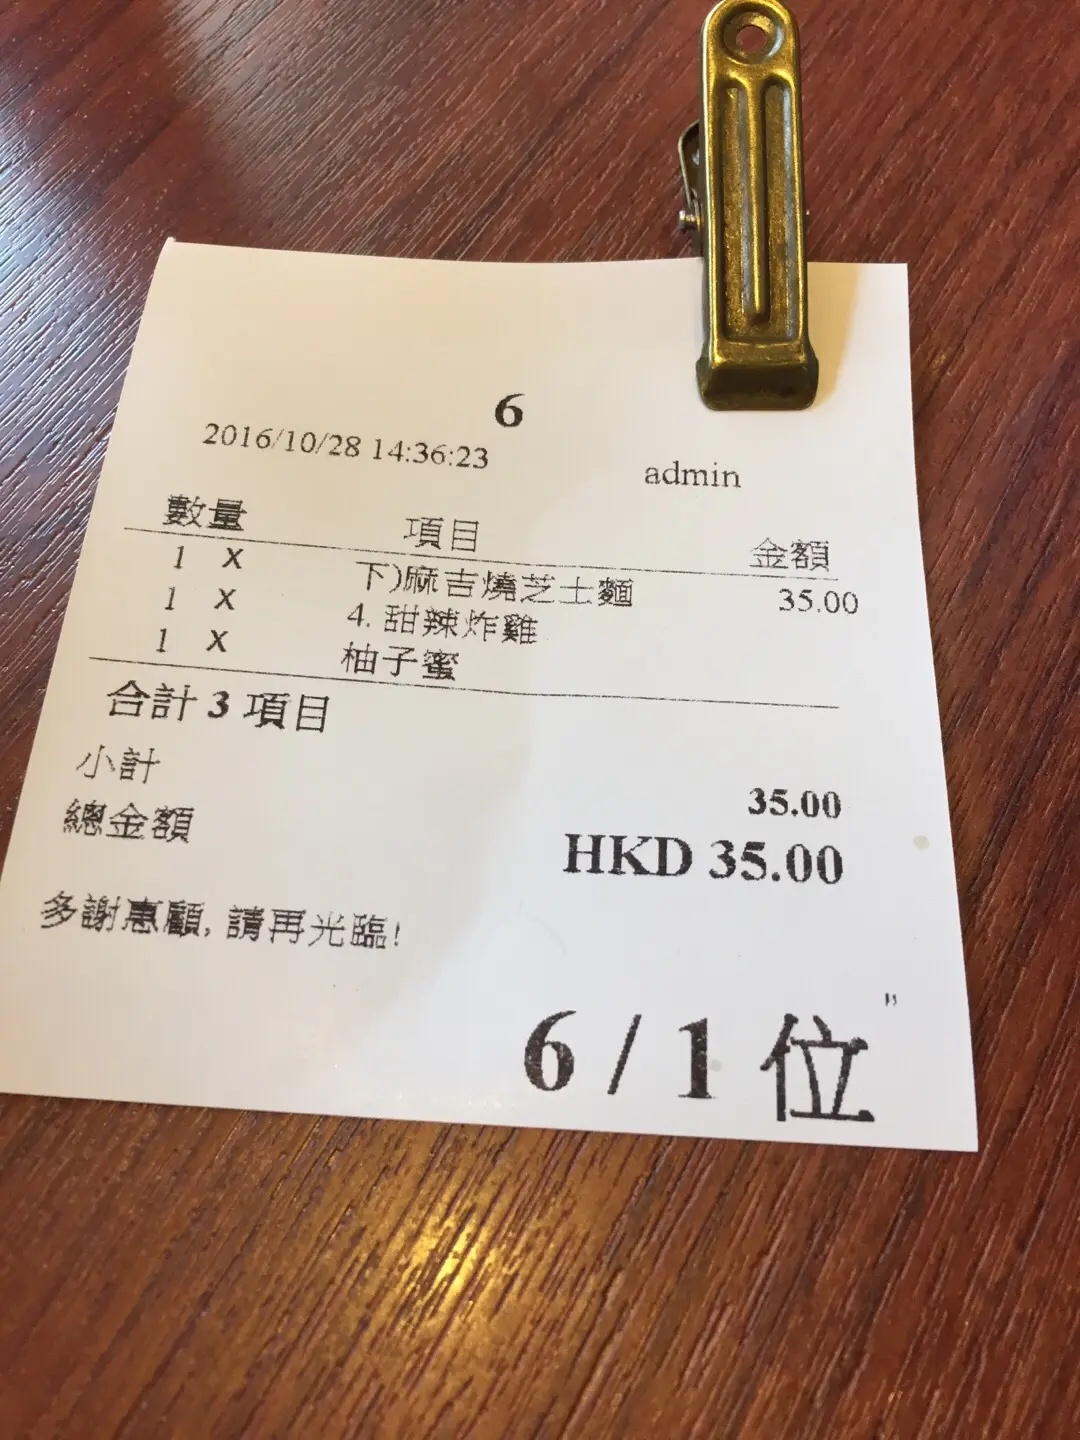 6
2016/10/28 14:36:23 admin
數量 項目 金額
1 X 下)麻吉燒芝士麵 35.00
1 X 4. 甜辣炸雞
1 X 柚子蜜
合計 3 項目
小計 35.00
總金額 HKD 35.00
多謝惠顧, 請再光臨!
"
6 / 1 位